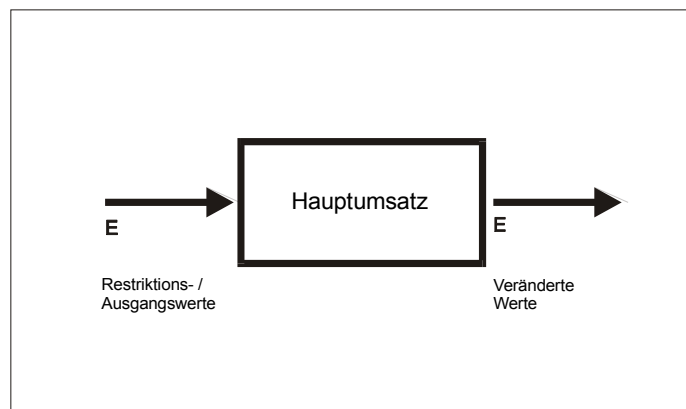 Hauptumsatz
E
E
Restriktions- /
Ausgangswerte
Veränderte
Werte